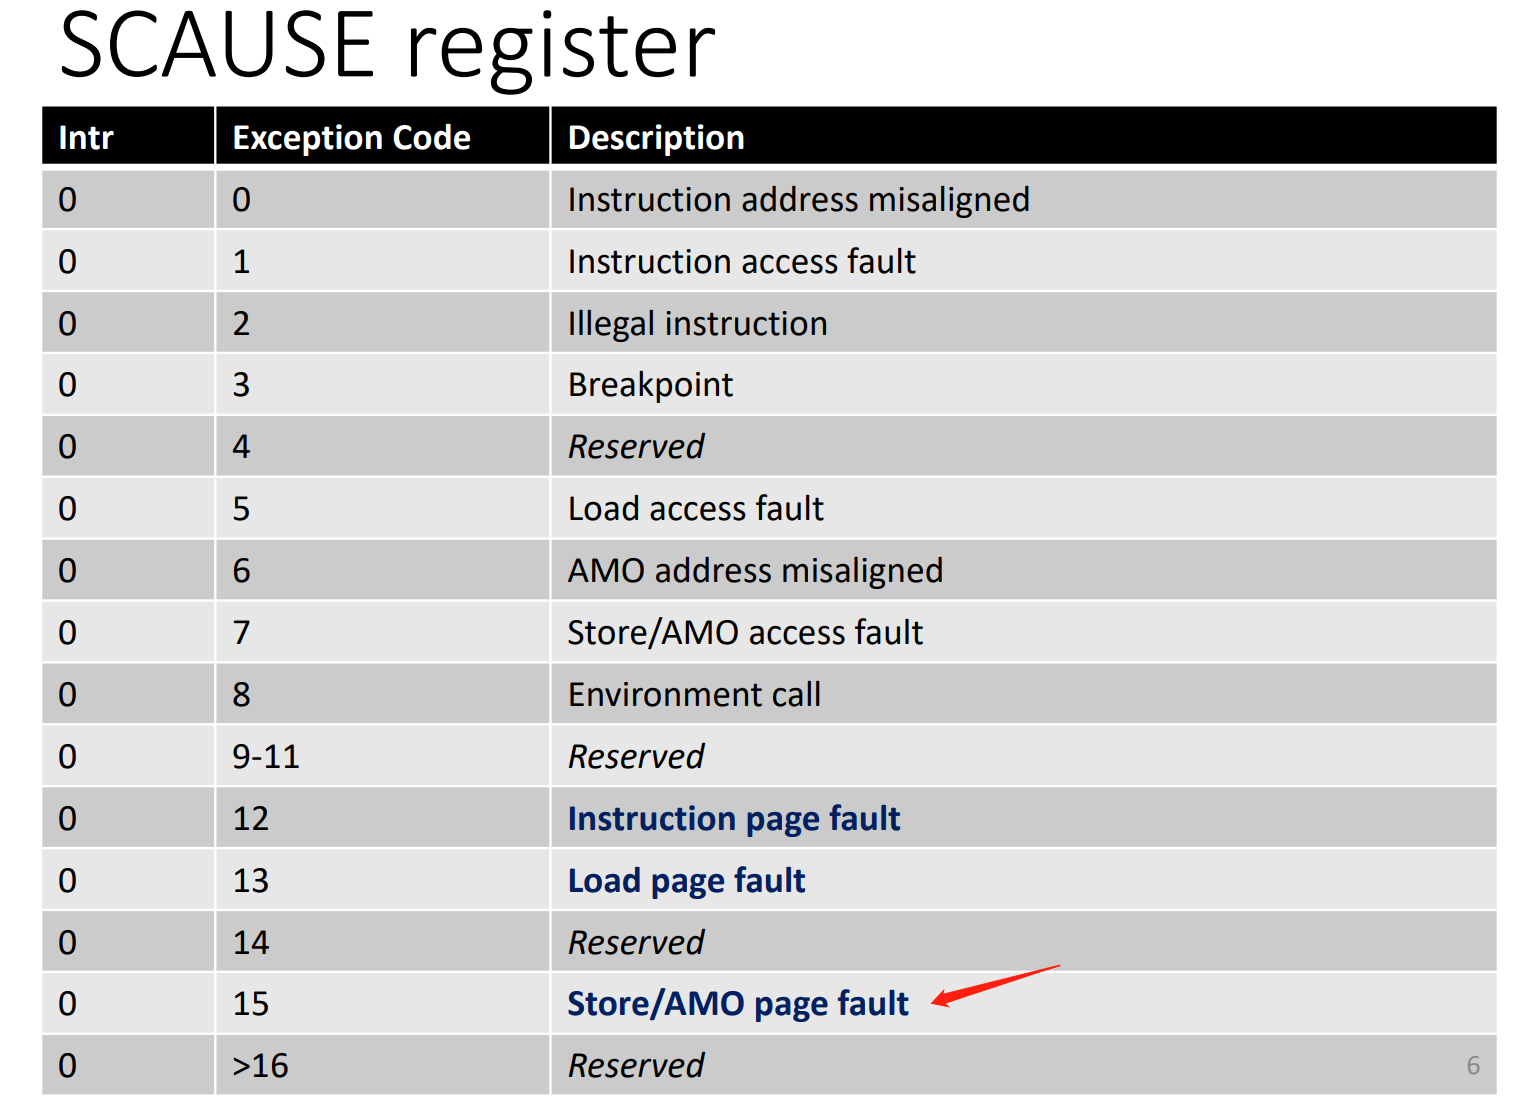 SCAUSE register
Intr Exception Code Description
0 0 Instruction address misaligned
0 1 Instruction access fault
0 2 Illegal instruction
0 3 Breakpoint
0 4 Reserved
0 5 Load access fault
0 6 AMO address misaligned
0 7 Store/AMO access fault
0 8 Environment call
0 9-11 Reserved
0 12 Instruction page fault
0 13 Load page fault
0 14 Reserved
0 15 Store/AMO page fault
0 >16 Reserved
6